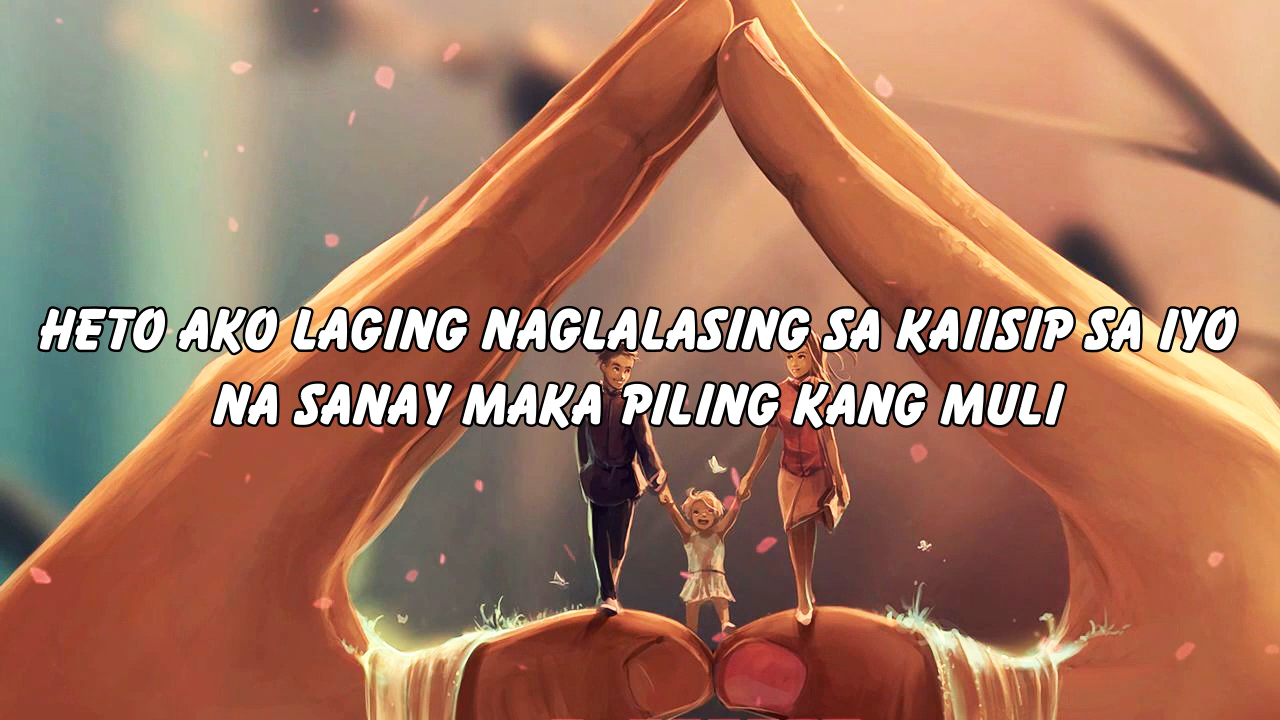 HETO AKO LAGING NAGLALASING SA KAIISIP SA IYO
NA SANAY MAKA PILING KANG MULI